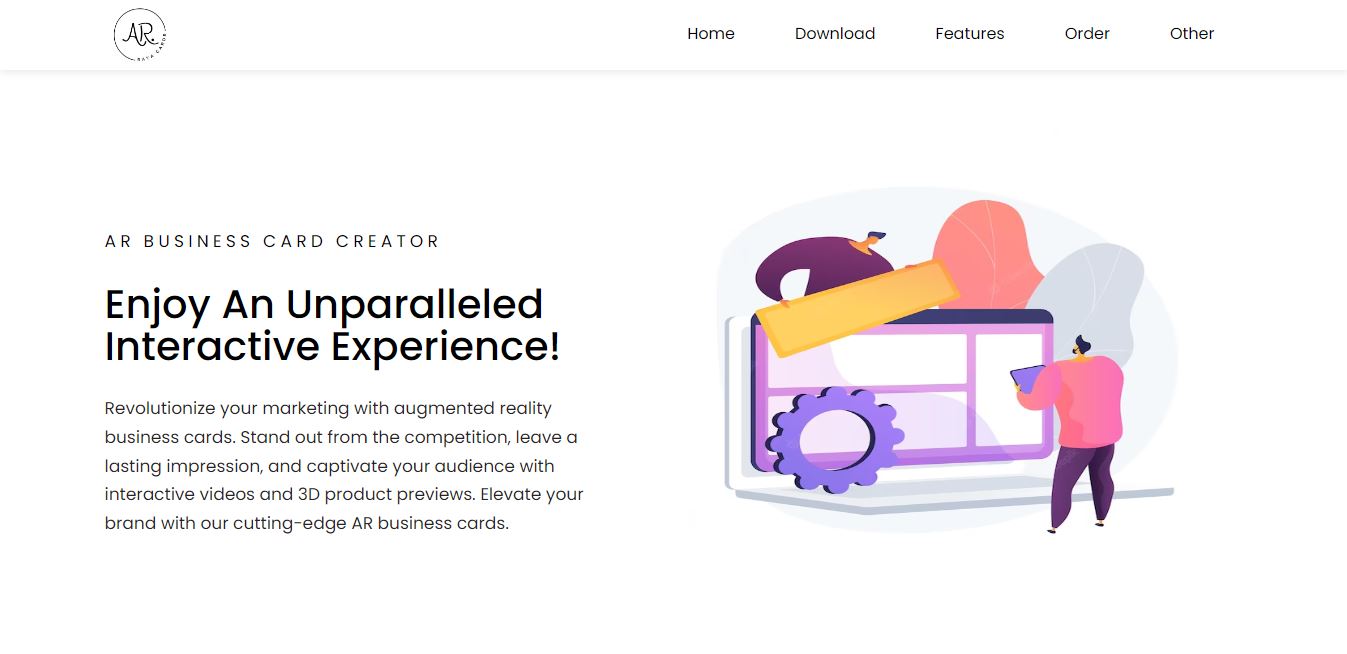 AR
Home Download Features Order Other
AR BUSINESS CARD CREATOR
Enjoy An Unparalleled
Interactive Experience!
Revolutionize your marketing with augmented reality
business cards. Stand out from the competition, leave a
lasting impression, and captivate your audience with
interactive videos and 3D product previews. Elevate your
brand with our cutting-edge AR business cards.